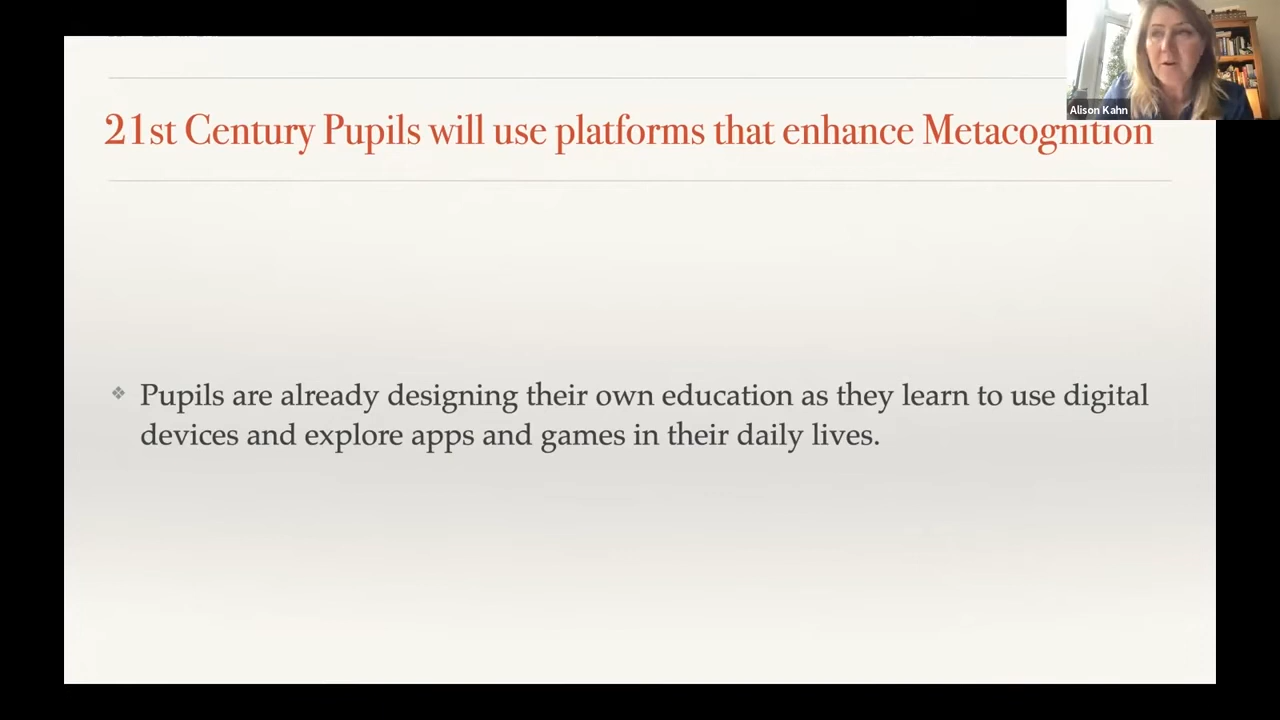 21st Century Pupils will use platforms that enhance Metacognition
Alison Kahn
Pupils are already designing their own education as they learn to use digital
devices and explore apps and games in their daily lives.